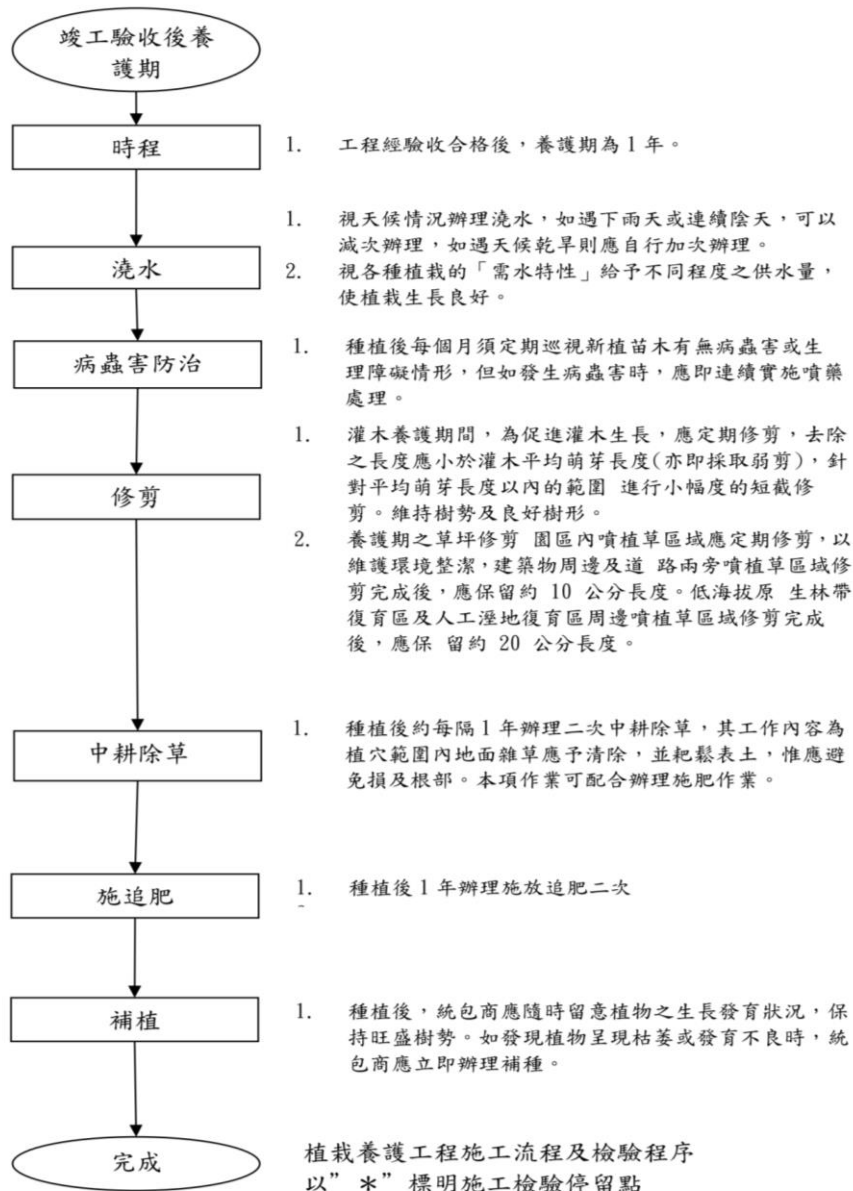 竣工驗收後養
護期
時程
1. 工程經驗收合格後，養護期為1年。
澆水
1. 視天候情況辦理澆水，如遇下雨天或連續陰天，可以
減次辦理，如遇天候乾旱則應自行加次辦理。
2. 視各種植栽的「需水特性」給予不同程度之供水量，
使植栽生長良好。
病蟲害防治
1. 種植後每個月須定期巡視新植苗木有無病蟲害或生
理障礙情形，但如發生病蟲害時，應即連續實施噴藥
處理。
修剪
1. 灌木養護期間，為促進灌木生長，應定期修剪，去除
之長度應小於灌木平均萌芽長度(亦即採取弱剪)，針
對平均萌芽長度以內的範圍 進行小幅度的短截修
剪。維持樹勢及良好樹形。
2. 養護期之草坪修剪 園區內噴植草區域應定期修剪，以
維護環境整潔，建築物周邊及道 路兩旁噴植草區域修
剪完成後，應保留約 10 公分長度。低海拔原 生林帶
復育區及人工溼地復育區周邊噴植草區域修剪完成
後，應保 留約 20 公分長度。
中耕除草
1. 種植後約每隔1年辦理二次中耕除草，其工作內容為
植穴範圍內地面雜草應予清除，並耙鬆表土，惟應避
免損及根部。本項作業可配合辦理施肥作業。
施追肥
1. 種植後1年辦理施放追肥二次
補植
1. 種植後，統包商應隨時留意植物之生長發育狀況，保
持旺盛樹勢。如發現植物呈現枯萎或發育不良時，統
包商應立即辦理補種。
完成
植栽養護工程施工流程及檢驗程序
以”＊”標明施工檢驗停留點